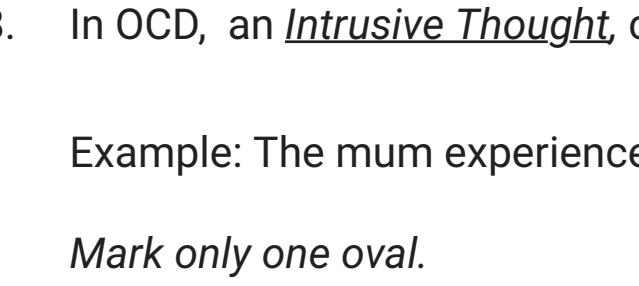 In OCD, an Intrusive Thought,
Example: The mum experience
Mark only one oval.